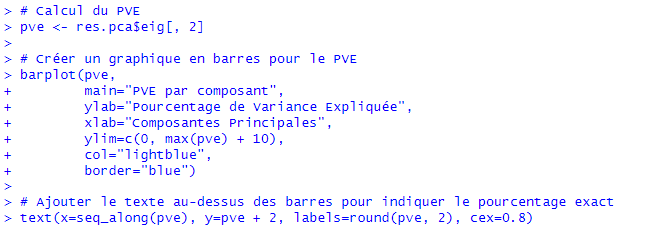 > # Calcul du PVE
> pve <- res.pca$eig[, 2]
>
> # Créer un graphique en barres pour le PVE
> barplot(pve,
+         main="PVE par composant",
+         ylab="Pourcentage de Variance Expliquée",
+         xlab="Composantes Principales",
+         ylim=c(0, max(pve) + 10),
+         col="lightblue",
+         border="blue")
>
> # Ajouter le texte au-dessus des barres pour indiquer le pourcentage exact
> text(x=seq_along(pve), y=pve + 2, labels=round(pve, 2), cex=0.8)